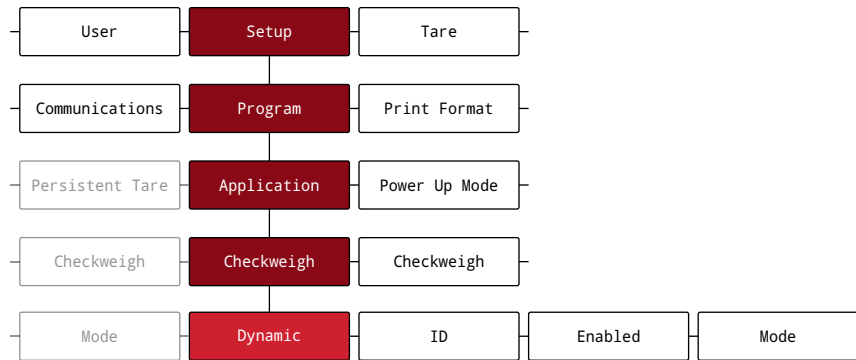 User Setup Tare
Communications Program Print Format
Persistent Tare Application Power Up Mode
Checkweigh Checkweigh Checkweigh
Mode Dynamic ID Enabled Mode